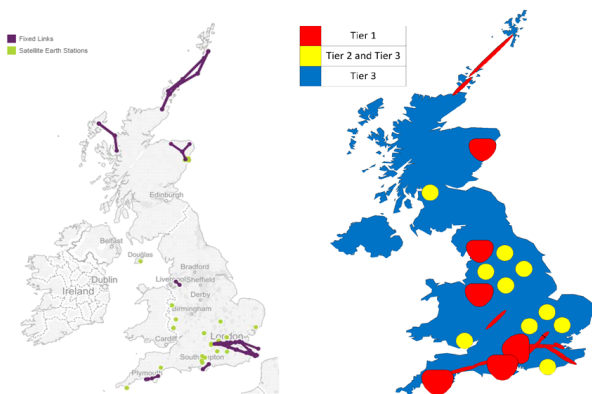 Fixed Links
Satellite Earth Stations
Edinburgh
Belfast
Douglas
Dublin
Ireland
Bradford
Liverpool Sheffield
Derby
Birmingham
Cardiff
London
Southampton
Plymouth
Tier 1
Tier 2 and Tier 3
Tier 3